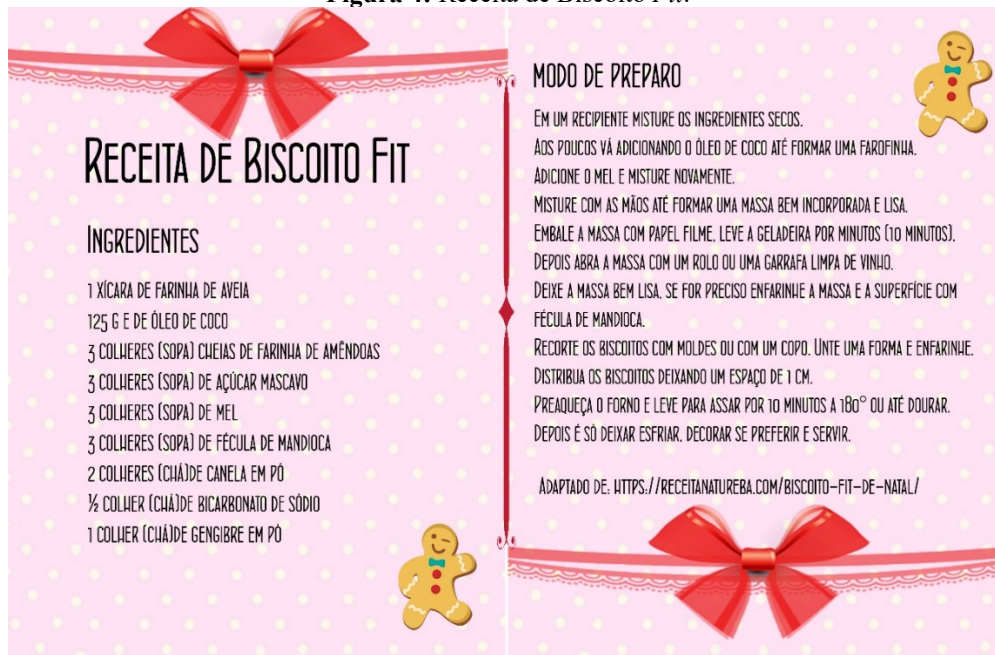 Figura 4. Receita de Biscoito Fit.
RECEITA DE BISCOITO FIT
INGREDIENTES
1 XÍCARA DE FARINHA DE AVEIA
125 G E DE ÓLEO DE COCO
3 COLHERES (SOPA) CHEIAS DE FARINHA DE AMÊNDOAS
3 COLHERES (SOPA) DE AÇÚCAR MASCAVO
3 COLHERES (SOPA) DE MEL
3 COLHERES (SOPA) DE FÉCULA DE MANDIOCA
2 COLHERES (CHÁ)DE CANELA EM PÓ
½ COLHER (CHÁ)DE BICARBONATO DE SÓDIO
1 COLHER (CHÁ)DE GENGIBRE EM PÓ
MODO DE PREPARO
EM UM RECIPIENTE MISTURE OS INGREDIENTES SECOS.
AOS POUCOS VÁ ADICIONANDO O ÓLEO DE COCO ATÉ FORMAR UMA FAROFINHA.
ADICIONE O MEL E MISTURE NOVAMENTE.
MISTURE COM AS MÃOS ATÉ FORMAR UMA MASSA BEM INCORPORADA E LISA.
EMBALE A MASSA COM PAPEL FILME, LEVE A GELADEIRA POR MINUTOS (10 MINUTOS).
DEPOIS ABRA A MASSA COM UM ROLO OU UMA GARRAFA LIMPA DE VINHO.
DEIXE A MASSA BEM LISA, SE FOR PRECISO ENFARINHE A MASSA E A SUPERFÍCIE COM
FÉCULA DE MANDIOCA.
RECORTE OS BISCOITOS COM MOLDES OU COM UM COPO. UNTE UMA FORMA E ENFARINHE.
DISTRIBUA OS BISCOITOS DEIXANDO UM ESPAÇO DE 1 CM.
PREAQUEÇA O FORNO E LEVE PARA ASSAR POR 10 MINUTOS A 180° OU ATÉ DOURAR.
DEPOIS É SÓ DEIXAR ESFRIAR, DECORAR SE PREFERIR E SERVIR.
ADAPTADO DE: HTTPS://RECEITANATUREBA.COM/BISCOITO-FIT-DE-NATAL/